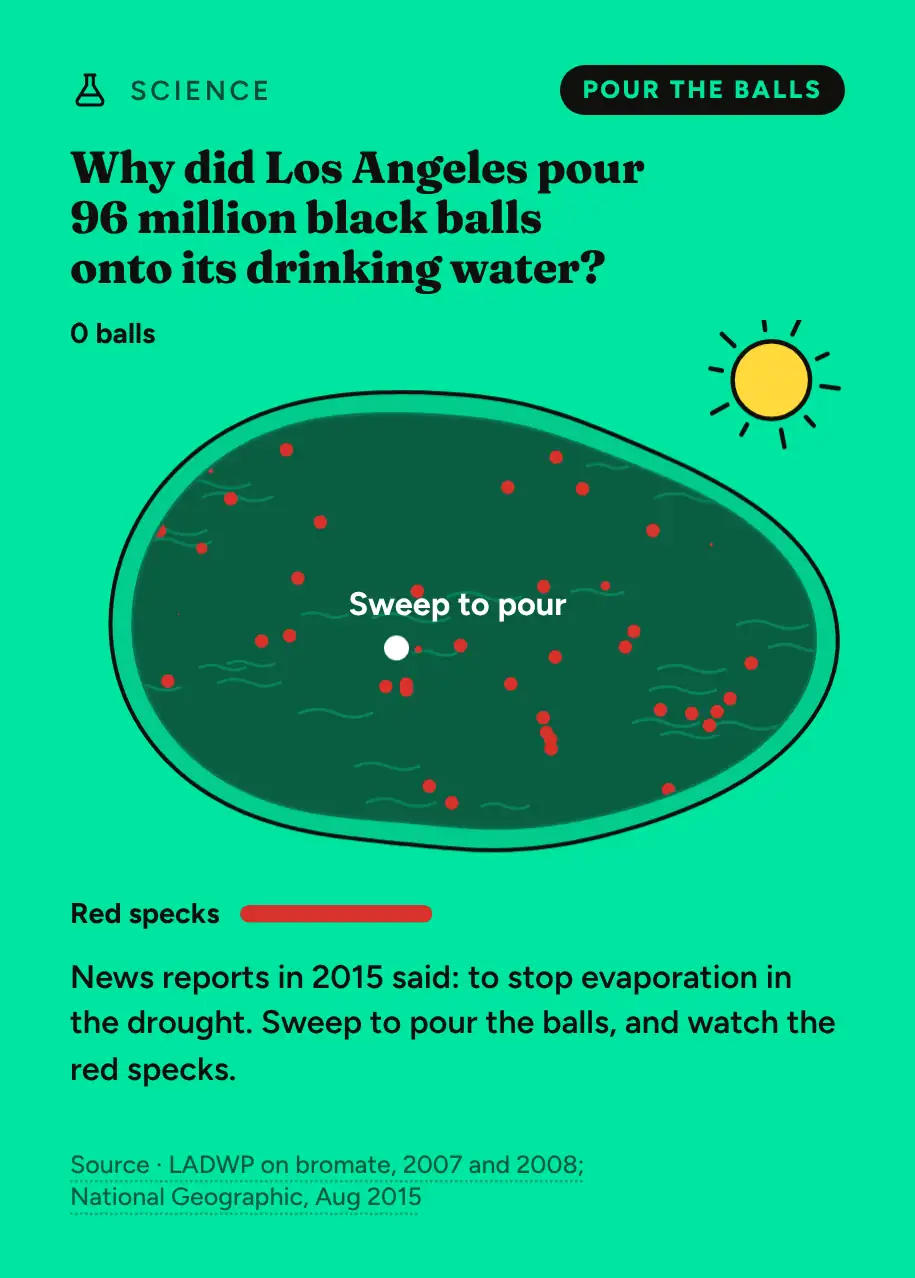 SCIENCE
POUR THE BALLS
Why did Los Angeles pour
96 million black balls
onto its drinking water?
0 balls
Sweep to pour
Red specks
News reports in 2015 said: to stop evaporation in
the drought. Sweep to pour the balls, and watch the
red specks.
Source · LADWP on bromate, 2007 and 2008;
National Geographic, Aug 2015